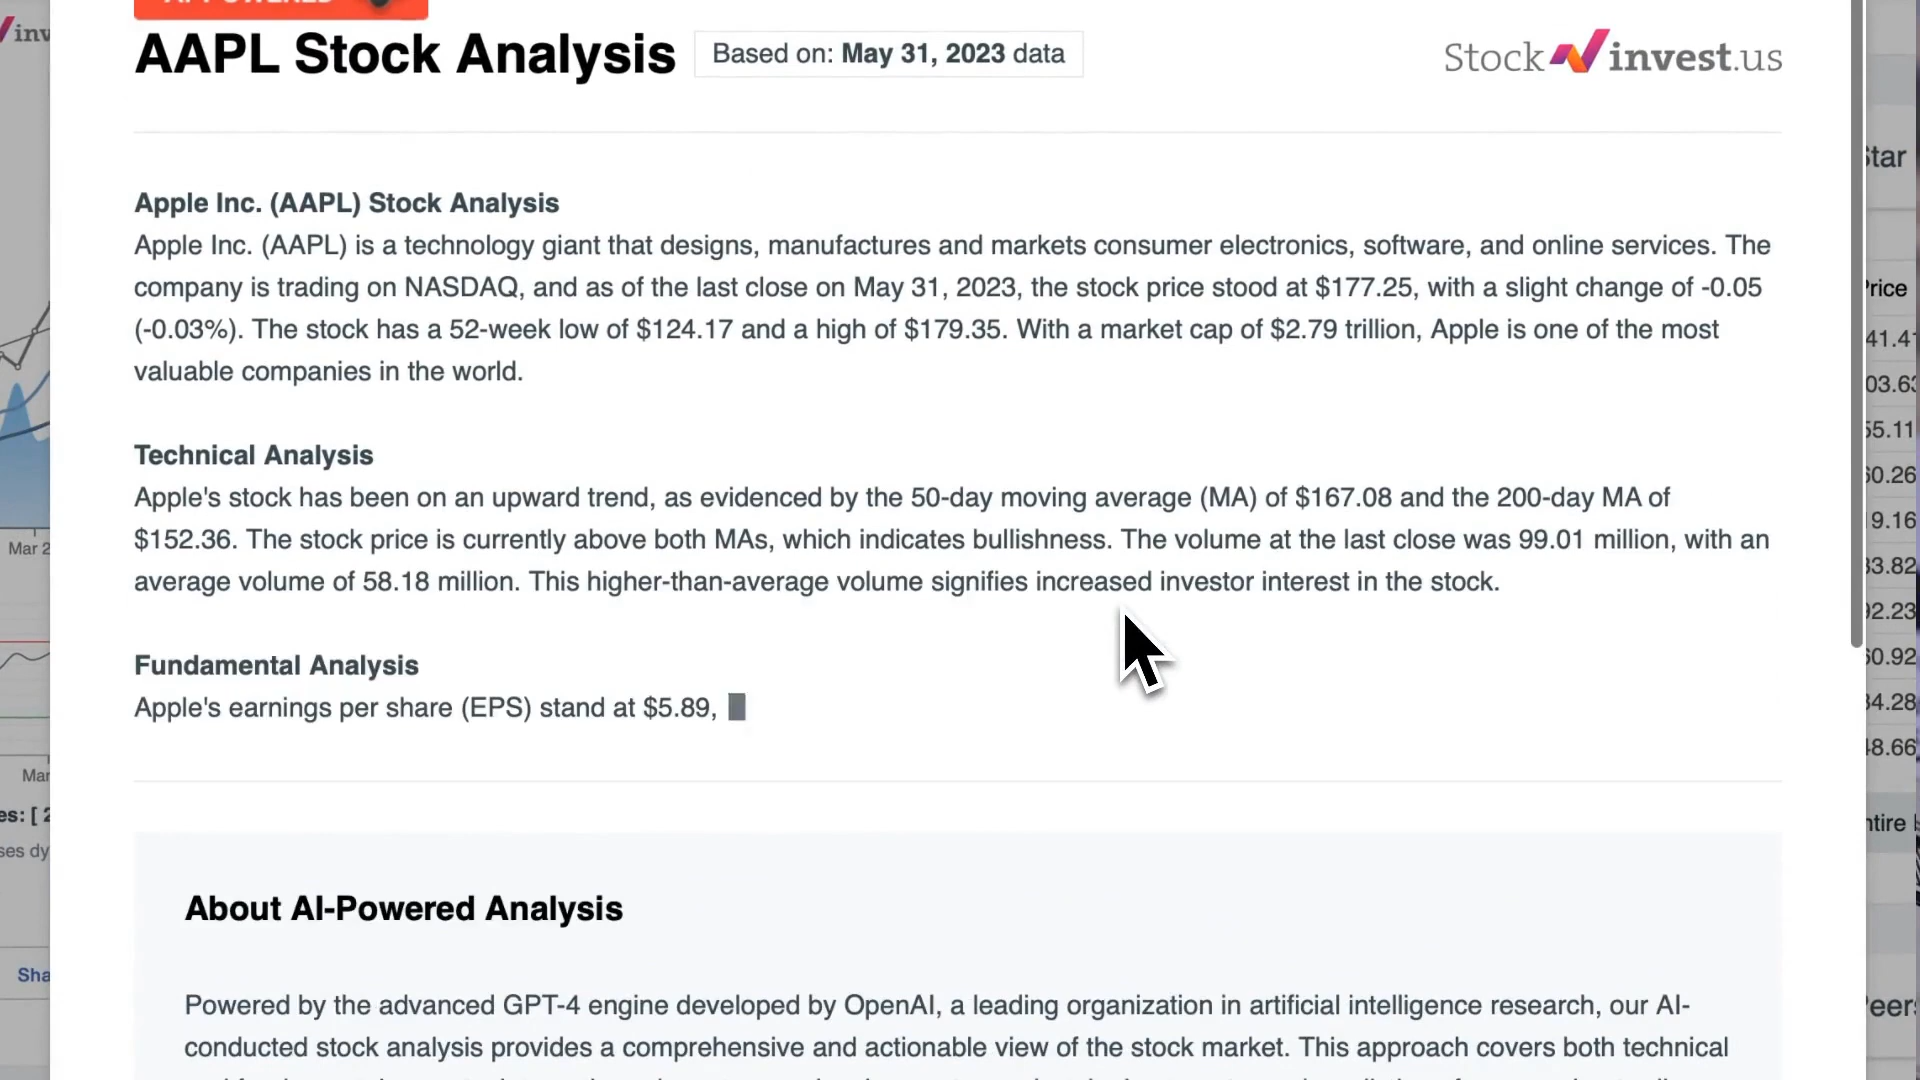 AAPL Stock Analysis
Based on: May 31, 2023 data
Stockinvest.us
Apple Inc. (AAPL) Stock Analysis
Apple Inc. (AAPL) is a technology giant that designs, manufactures and markets consumer electronics, software, and online services. The
company is trading on NASDAQ, and as of the last close on May 31, 2023, the stock price stood at $177.25, with a slight change of -0.05
(-0.03%). The stock has a 52-week low of $124.17 and a high of $179.35. With a market cap of $2.79 trillion, Apple is one of the most
valuable companies in the world.
Technical Analysis
Apple's stock has been on an upward trend, as evidenced by the 50-day moving average (MA) of $167.08 and the 200-day MA of
$152.36. The stock price is currently above both MAs, which indicates bullishness. The volume at the last close was 99.01 million, with an
average volume of 58.18 million. This higher-than-average volume signifies increased investor interest in the stock.
Fundamental Analysis
Apple's earnings per share (EPS) stand at $5.89,
About AI-Powered Analysis
Powered by the advanced GPT-4 engine developed by OpenAI, a leading organization in artificial intelligence research, our AI-
conducted stock analysis provides a comprehensive and actionable view of the stock market. This approach covers both technical